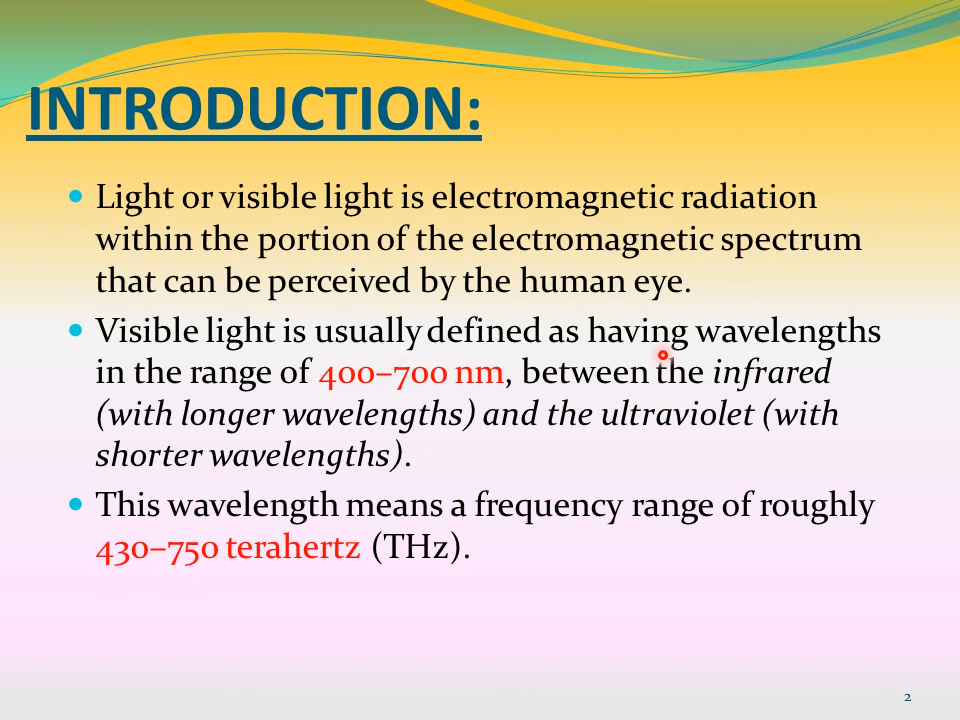 INTRODUCTION:
Light or visible light is electromagnetic radiation
within the portion of the electromagnetic spectrum
that can be perceived by the human eye.
Visible light is usually defined as having wavelengths
in the range of 400–700 nm, between the infrared
(with longer wavelengths) and the ultraviolet (with
shorter wavelengths).
This wavelength means a frequency range of roughly
430–750 terahertz (THz).
2